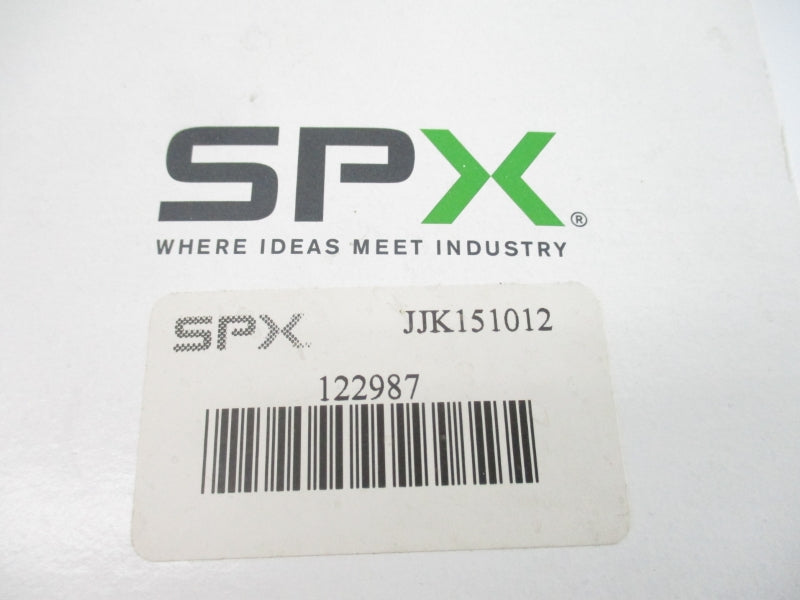 SPX®
WHERE IDEAS MEET INDUSTRY
SPX JJK151012
122987